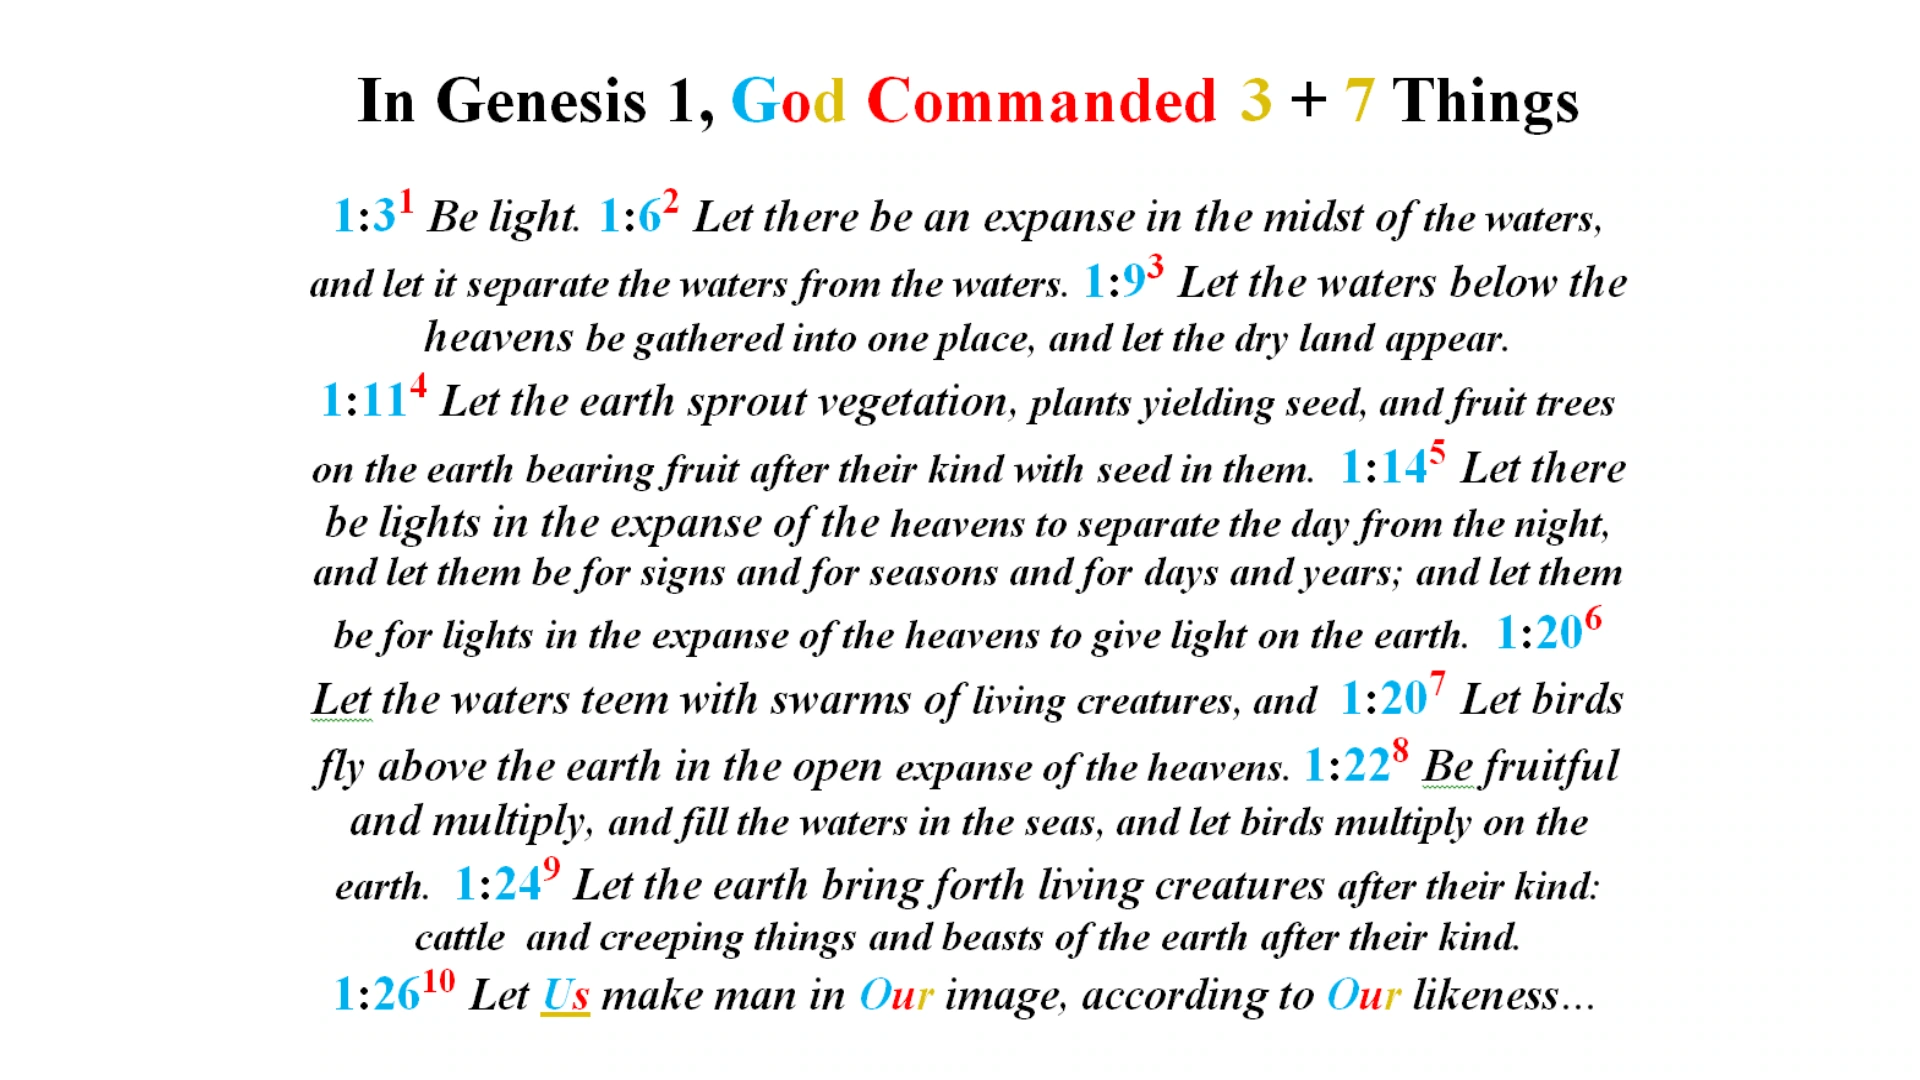 In Genesis 1, God Commanded 3 + 7 Things
1:3¹ Be light. 1:6² Let there be an expanse in the midst of the waters,
and let it separate the waters from the waters. 1:9³ Let the waters below the
heavens be gathered into one place, and let the dry land appear.
1:11⁴ Let the earth sprout vegetation, plants yielding seed, and fruit trees
on the earth bearing fruit after their kind with seed in them. 1:14⁵ Let there
be lights in the expanse of the heavens to separate the day from the night,
and let them be for signs and for seasons and for days and years; and let them
be for lights in the expanse of the heavens to give light on the earth. 1:20⁶
Let the waters teem with swarms of living creatures, and 1:20⁷ Let birds
fly above the earth in the open expanse of the heavens. 1:22⁸ Be fruitful
and multiply, and fill the waters in the seas, and let birds multiply on the
earth. 1:24⁹ Let the earth bring forth living creatures after their kind:
cattle and creeping things and beasts of the earth after their kind.
1:26¹⁰ Let Us make man in Our image, according to Our likeness…